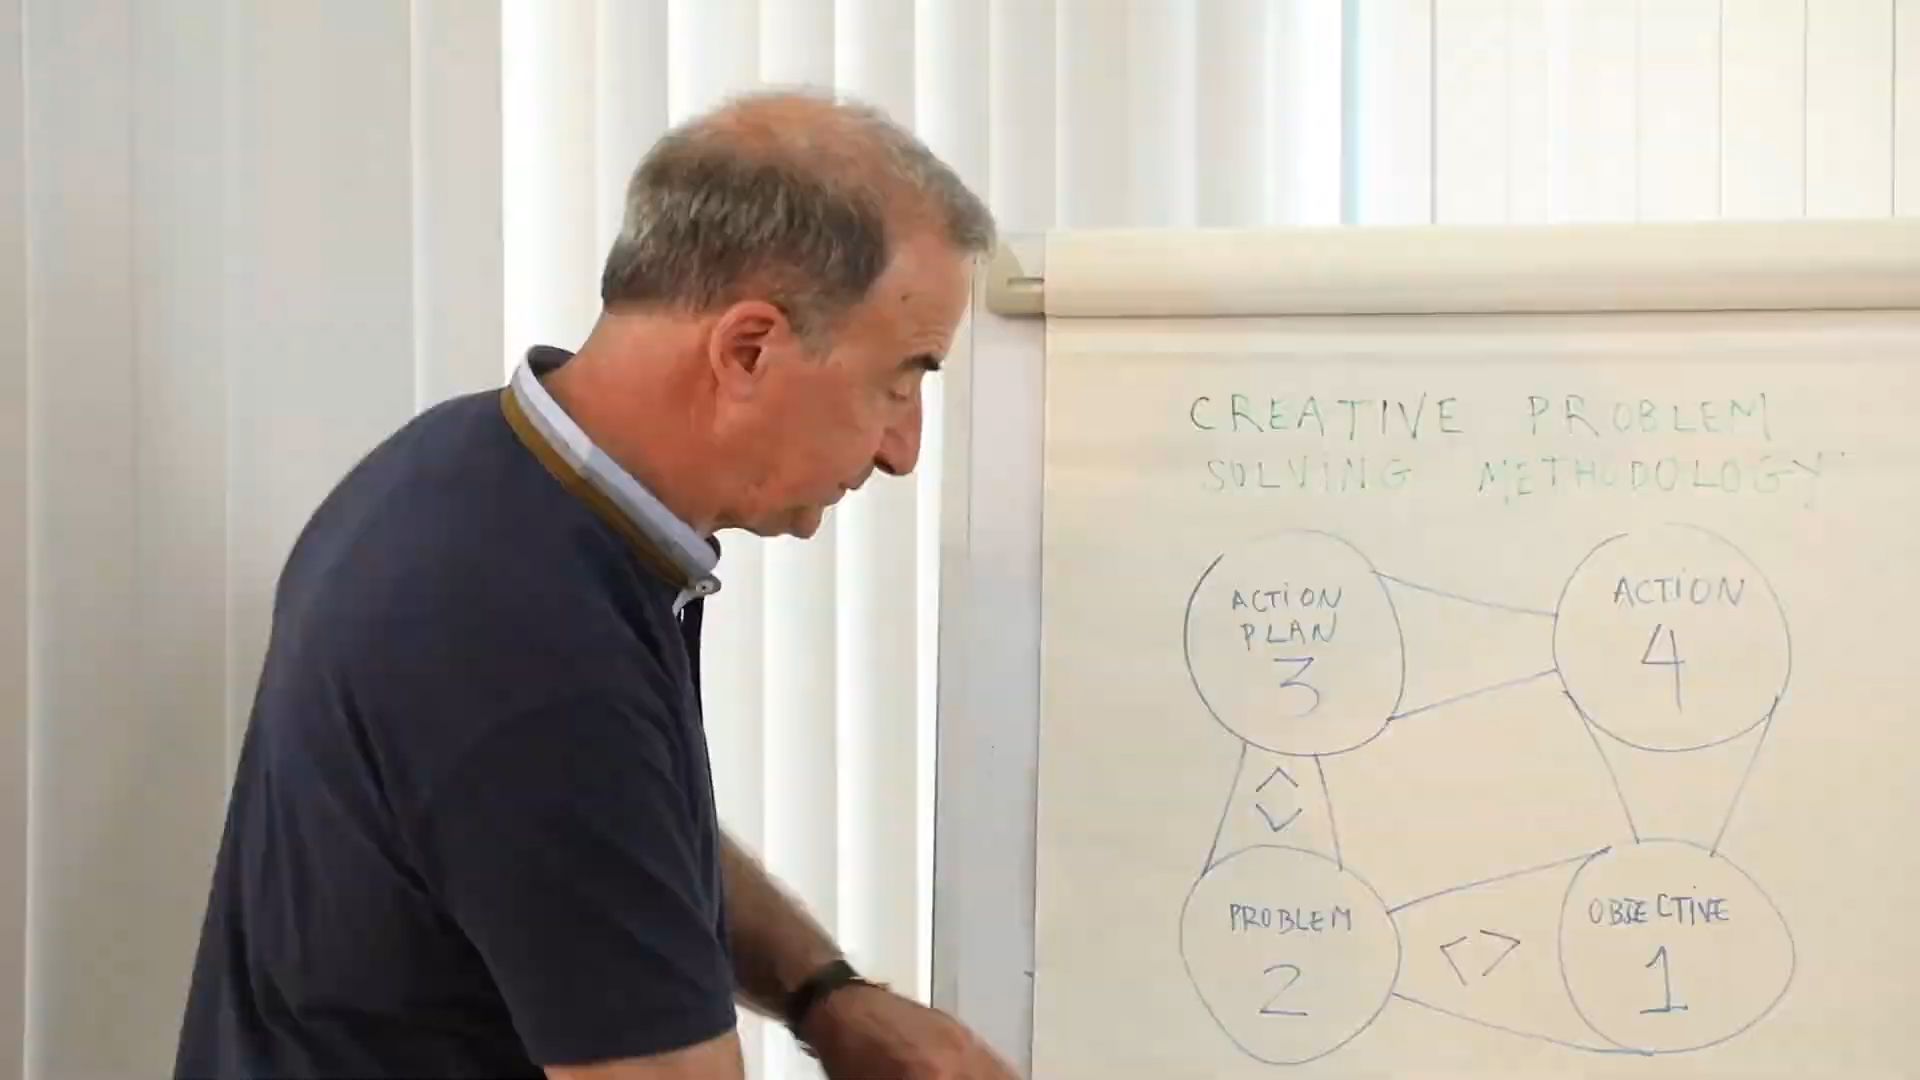 CREATIVE PROBLEM
SOLVING METHODOLOGY
ACTION
PLAN
3
ACTION
4
PROBLEM
2
< >
OBJECTIVE
1